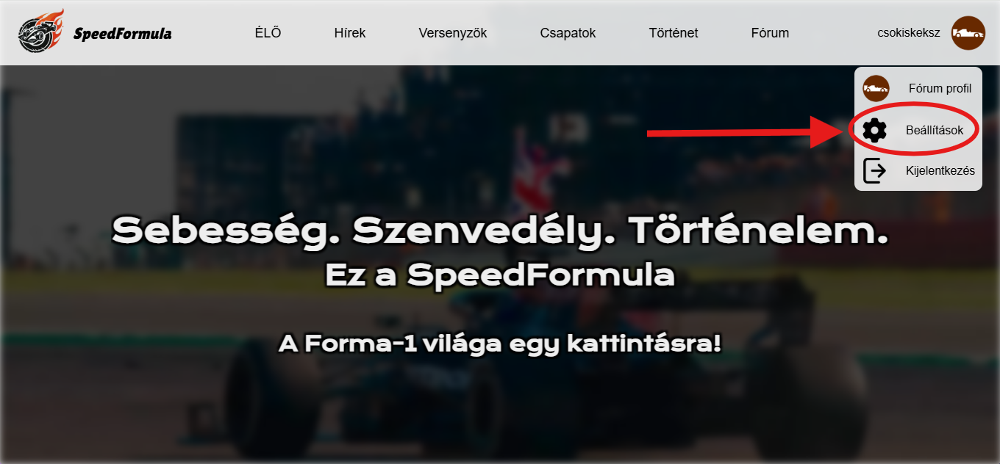 SpeedFormula
ÉLŐ
Hírek
Versenyzők
Csapatok
Történet
Fórum
csokiskeksz
Fórum profil
Beállítások
Kijelentkezés
Sebesség. Szenvedély. Történelem.
Ez a SpeedFormula
A Forma-1 világa egy kattintásra!